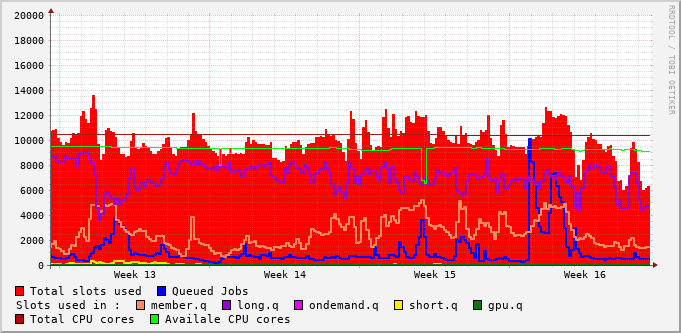 RRDTOOL / TOBI OETIKER
20000
18000
16000
14000
12000
10000
8000
6000
4000
2000
0
Week 13 Week 14 Week 15 Week 16
Total slots used Queued Jobs
Slots used in : member.q long.q ondemand.q short.q gpu.q
Total CPU cores Availale CPU cores